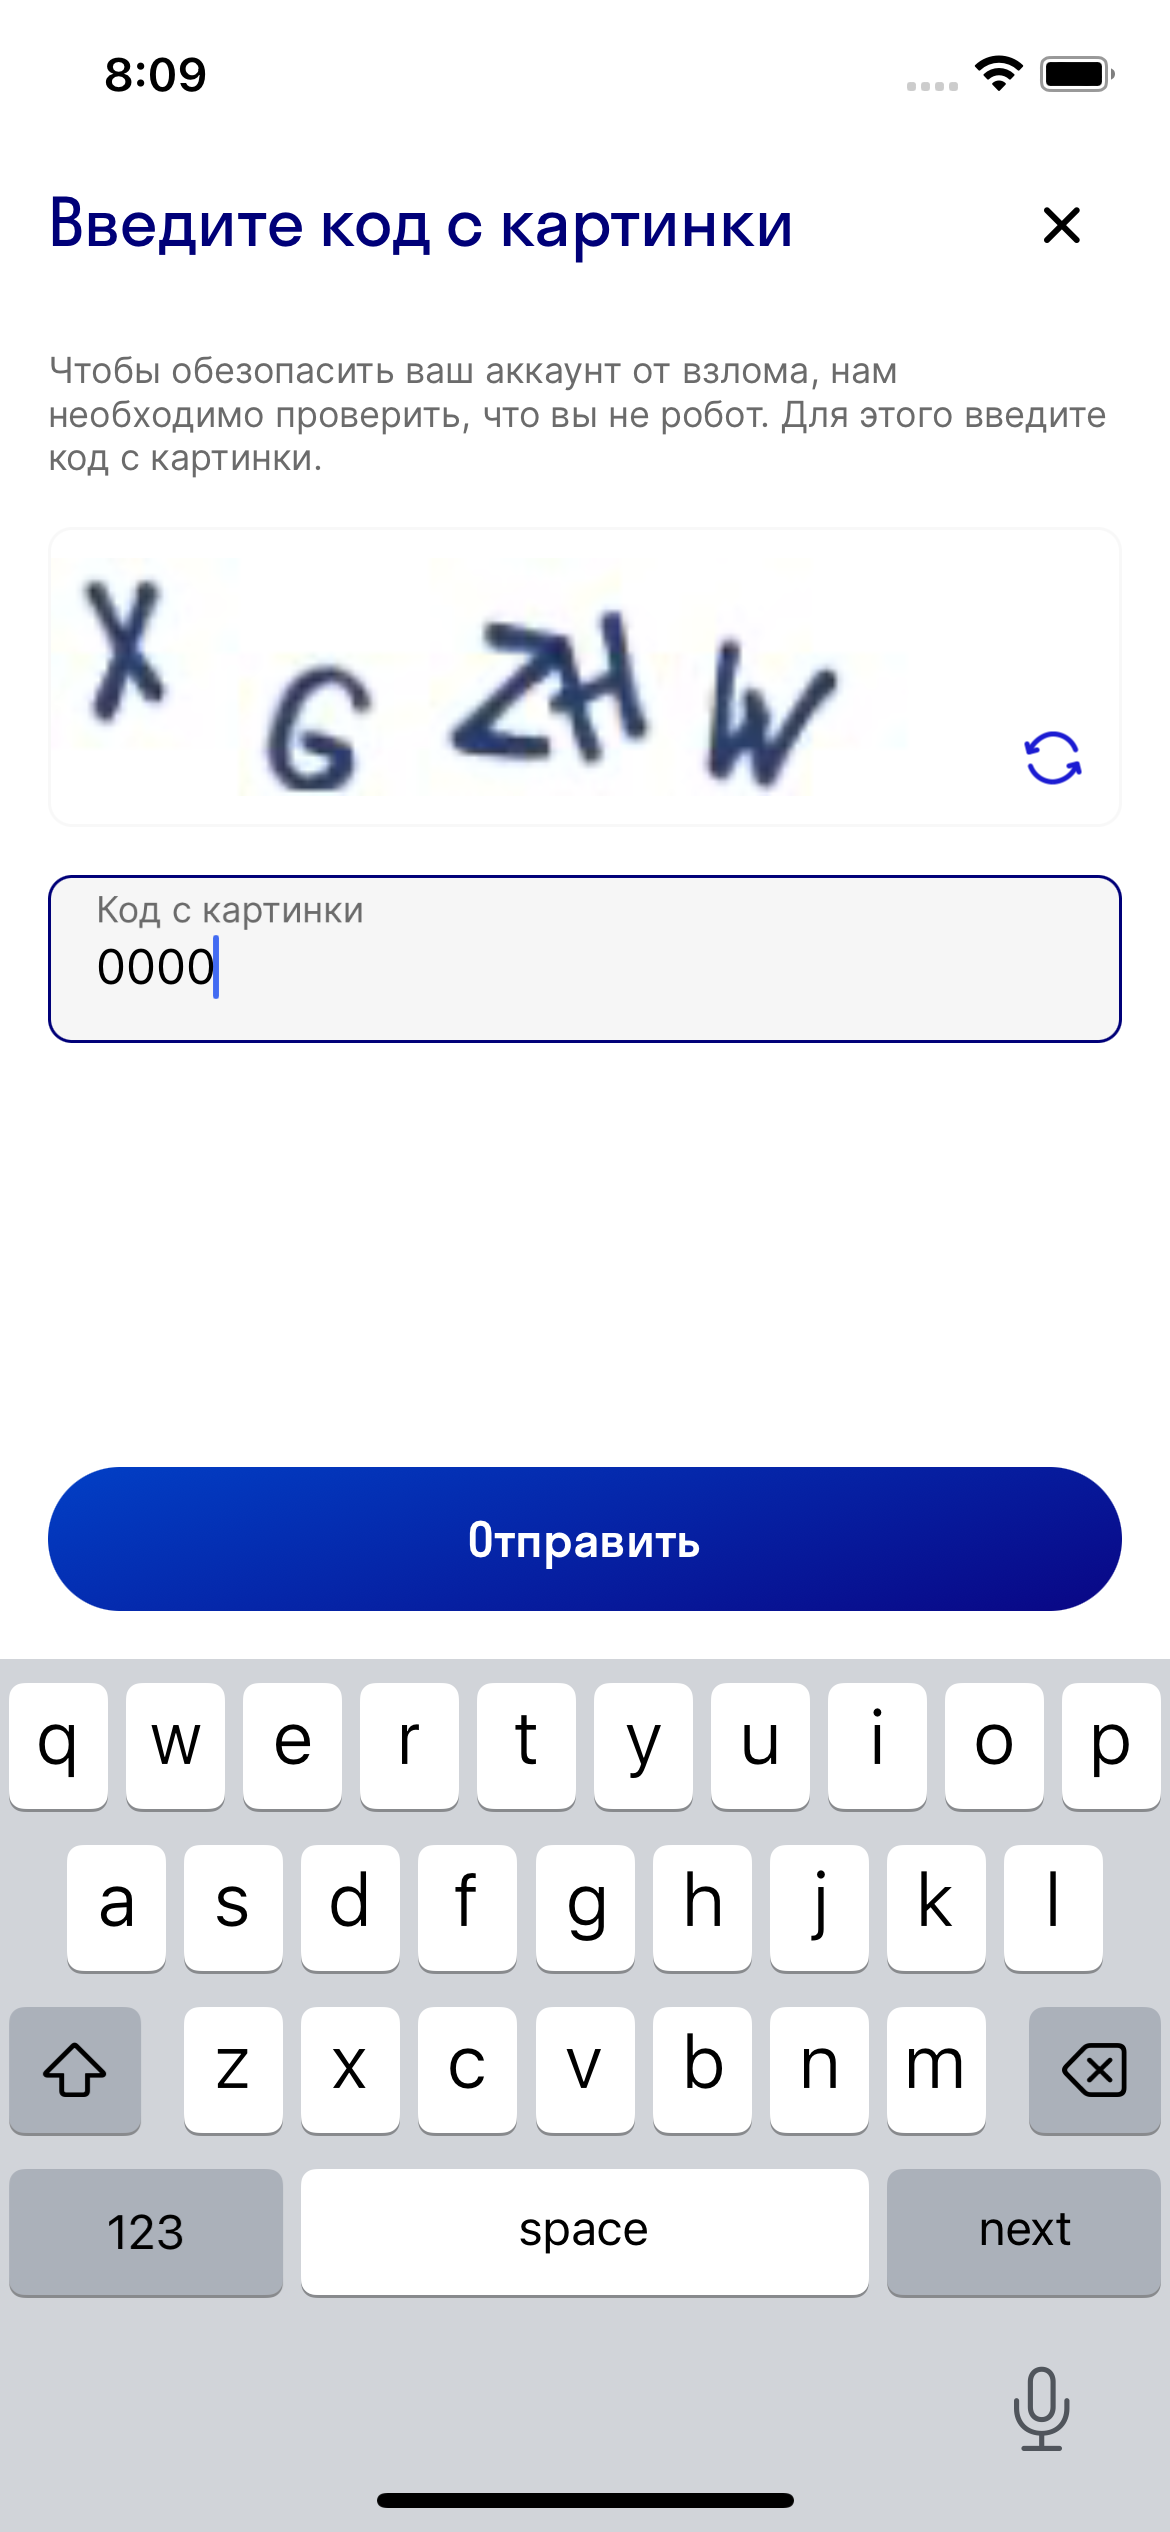 8:09
Введите код с картинки
Чтобы обезопасить ваш аккаунт от взлома, нам
необходимо проверить, что вы не робот. Для этого введите
код с картинки.
X G ZH W
Код с картинки
0000
Отправить
q w e r t y u i o p
a s d f g h j k l
z x c v b n m
123 space next